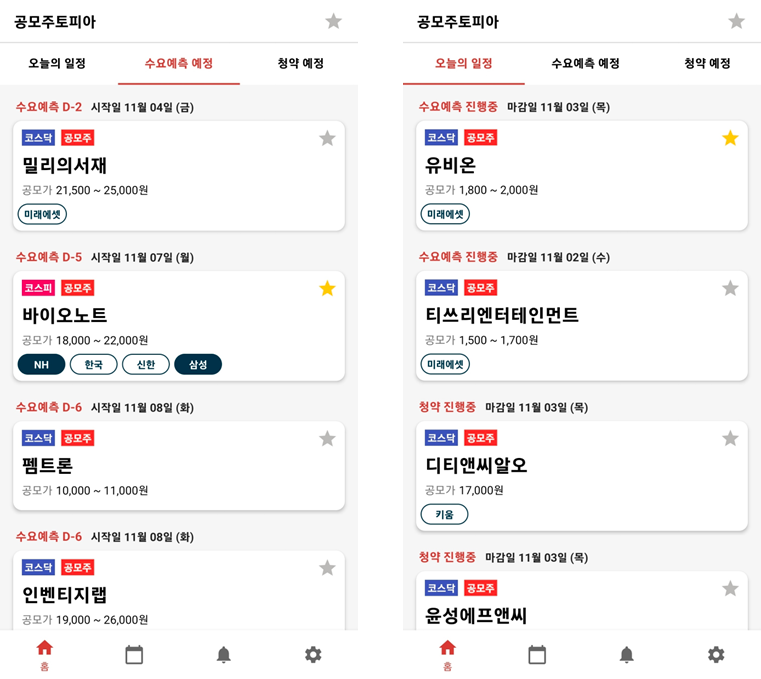 공모주토피아
오늘의 일정 수요예측 예정 청약 예정
수요예측 D-2 시작일 11월 04일 (금)
코스닥 공모주
밀리의서재
공모가 21,500 ~ 25,000원
미래에셋
수요예측 D-5 시작일 11월 07일 (월)
코스피 공모주
바이오노트
공모가 18,000 ~ 22,000원
NH 한국 신한 삼성
수요예측 D-6 시작일 11월 08일 (화)
코스닥 공모주
펨트론
공모가 10,000 ~ 11,000원
수요예측 D-6 시작일 11월 08일 (화)
코스닥 공모주
인벤티지랩
공모가 19,000 ~ 26,000원
홈
공모주토피아
오늘의 일정 수요예측 예정 청약 예정
수요예측 진행중 마감일 11월 03일 (목)
코스닥 공모주
유비온
공모가 1,800 ~ 2,000원
미래에셋
수요예측 진행중 마감일 11월 02일 (수)
코스닥 공모주
티쓰리엔터테인먼트
공모가 1,500 ~ 1,700원
미래에셋
청약 진행중 마감일 11월 03일 (목)
코스닥 공모주
디티앤씨알오
공모가 17,000원
키움
청약 진행중 마감일 11월 03일 (목)
코스닥 공모주
윤성에프앤씨
홈